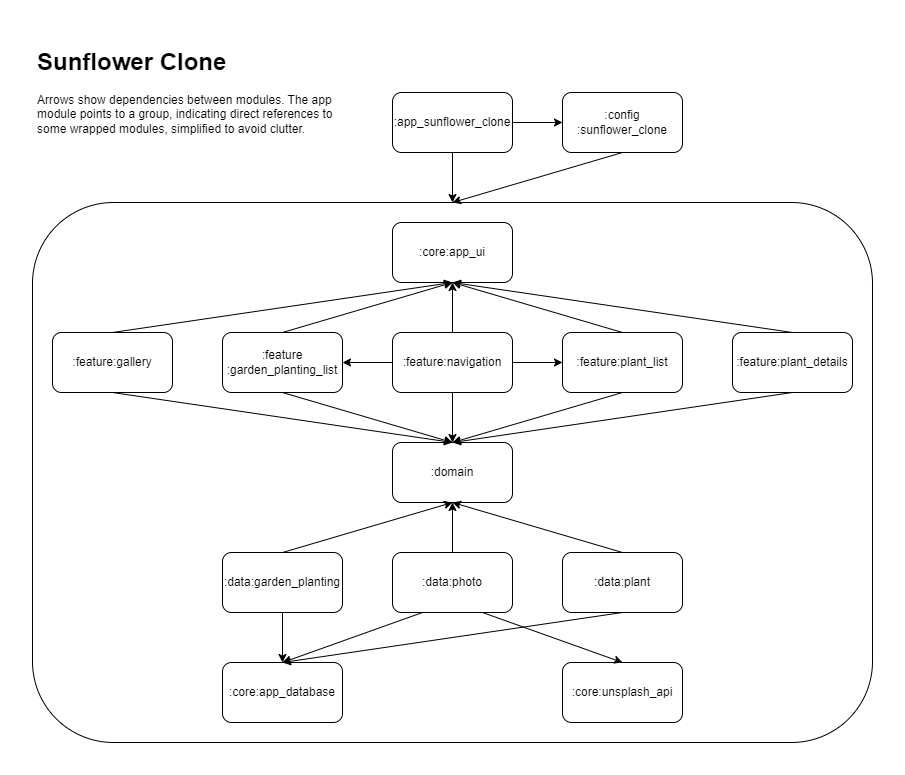 Sunflower Clone
Arrows show dependencies between modules. The app
module points to a group, indicating direct references to
some wrapped modules, simplified to avoid clutter.
:app_sunflower_clone
:config
:sunflower_clone
:core:app_ui
:feature:gallery
:feature
:garden_planting_list
:feature:navigation
:feature:plant_list
:feature:plant_details
:domain
:data:garden_planting
:data:photo
:data:plant
:core:app_database
:core:unsplash_api